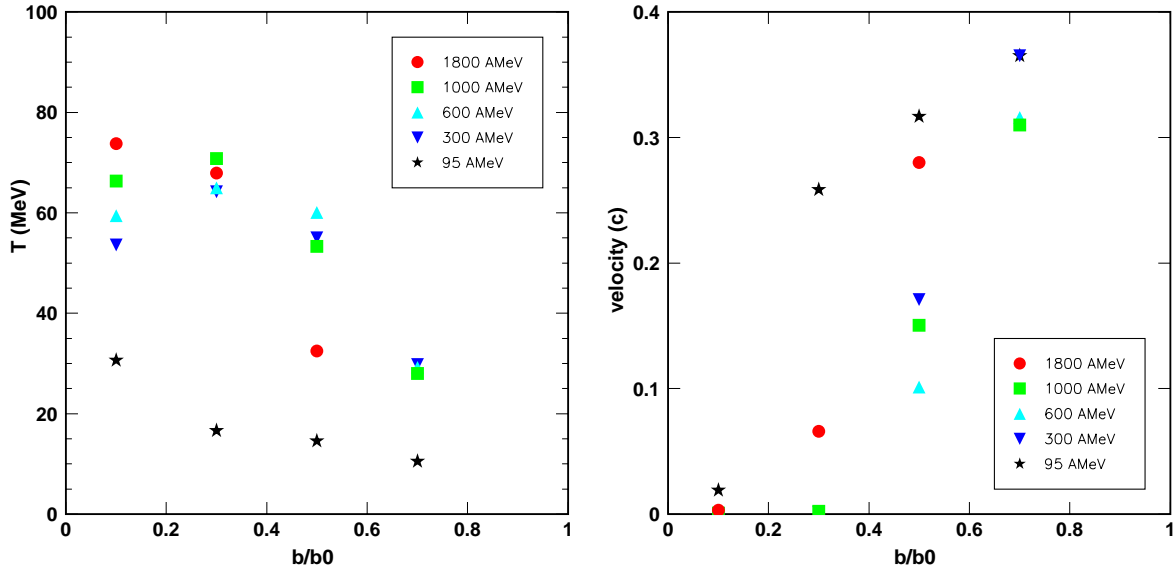 100
80
60
40
20
0
T (MeV)
1800 AMeV
1000 AMeV
600 AMeV
300 AMeV
95 AMeV
0 0.2 0.4 0.6 0.8 1
b/b0
0.4
0.3
0.2
0.1
0
velocity (c)
1800 AMeV
1000 AMeV
600 AMeV
300 AMeV
95 AMeV
0 0.2 0.4 0.6 0.8 1
b/b0